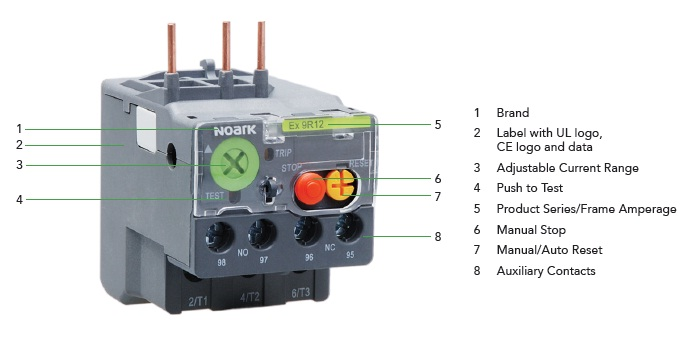 NOARK
Ex 9R12
TRIP
STOP
RESET
TEST
NO
NC
98
97
96
95
2/T1
4/T2
6/T3
1
2
3
4
5
6
7
8
1 Brand
2 Label with UL logo,
CE logo and data
3 Adjustable Current Range
4 Push to Test
5 Product Series/Frame Amperage
6 Manual Stop
7 Manual/Auto Reset
8 Auxiliary Contacts